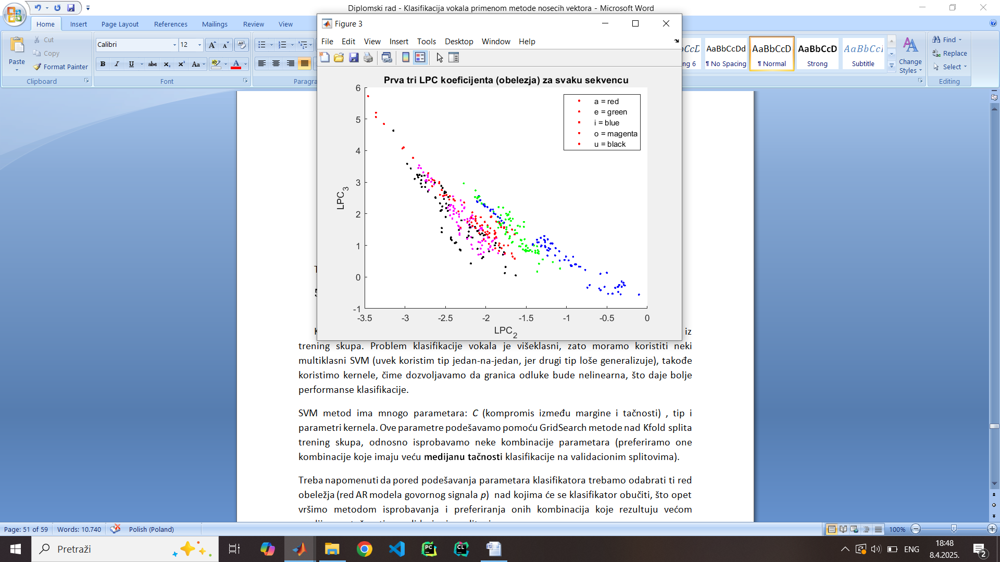 Diplomski rad - Klasifikacija vokala primenom metode nosecih vektora - Microsoft Word
Home Insert Page Layout References Mailings Review View
Paste
Cut
Copy
Format Painter
Clipboard
Calibri 12
B I U abc X₂ X² Aa ab A
Font
Paragra
AaBbCcDd AaBbCcD AaBbCcD AaBbCcI
ng 6 ¶ No Spacing ¶ Normal Strong Subtitle
Change Styles
Find
Replace
Select
Editing
Figure 3
File Edit View Insert Tools Desktop Window Help
Prva tri LPC koeficijenta (obelezja) za svaku sekvencu
a = red
e = green
i = blue
o = magenta
u = black
6
5
4
3
2
1
0
-1
LPC₃
-3.5 -3 -2.5 -2 -1.5 -1 -0.5 0
LPC₂
iz
trening skupa. Problem klasifikacije vokala je višeklasni, zato moramo koristiti neki
multiklasni SVM (uvek koristim tip jedan-na-jedan, jer drugi tip loše generalizuje), takođe
koristimo kernele, čime dozvoljavamo da granica odluke bude nelinearna, što daje bolje
performanse klasifikacije.
SVM metod ima mnogo parametara: C (kompromis između margine i tačnosti) , tip i
parametri kernela. Ove parametre podešavamo pomoću GridSearch metode nad Kfold splita
trening skupa, odnosno isprobavamo neke kombinacije parametara (preferiramo one
kombinacije koje imaju veću medijanu tačnosti klasifikacije na validacionim splitovima).
Treba napomenuti da pored podešavanja parametara klasifikatora trebamo odabrati ti red
obeležja (red AR modela govornog signala p) nad kojima će se klasifikator obučiti, što opet
vršimo metodom isprobavanja i preferiranja onih kombinacija koje rezultuju većom
Page: 51 of 59 Words: 10.740 Polish (Poland) 100%
Pretraži
ENG
18:48
8.4.2025.
2